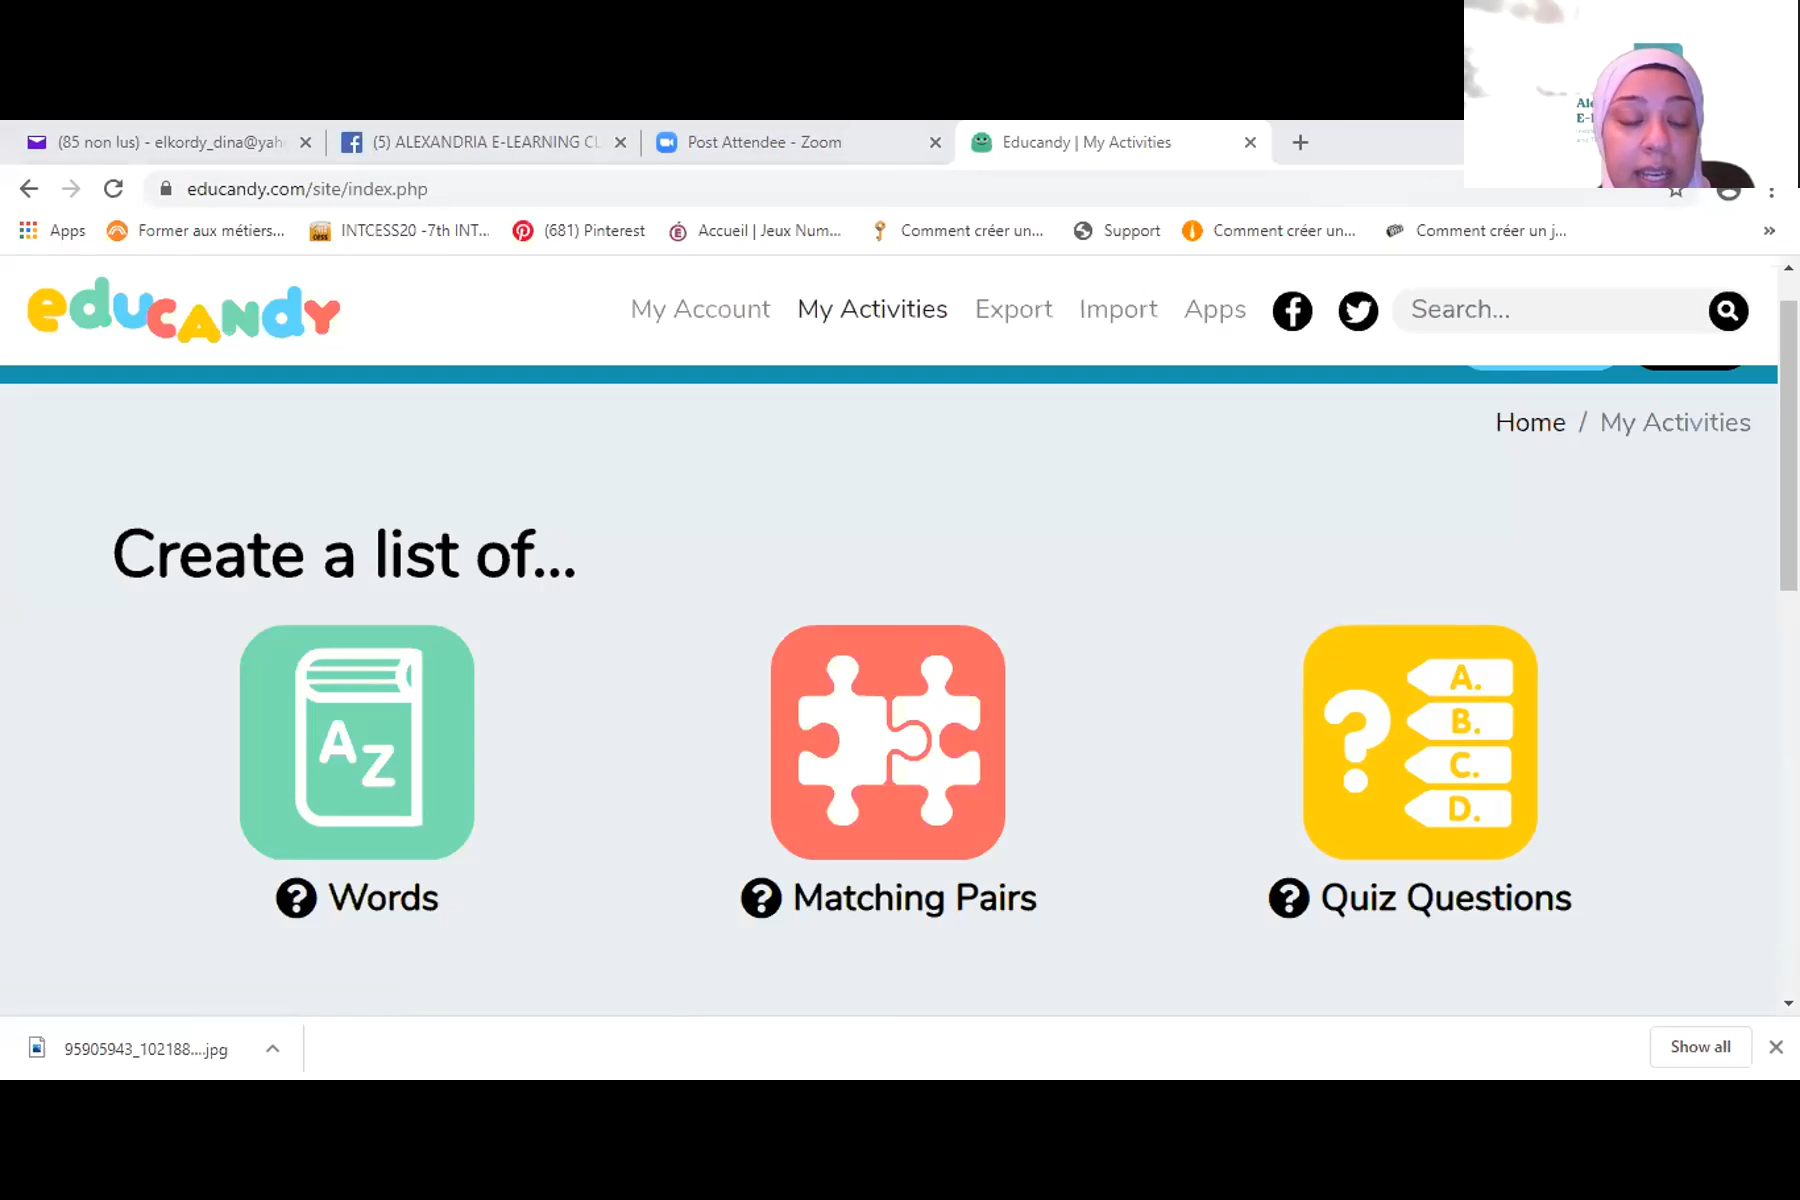 (85 non lus) - elkordy_dina@yah
(5) ALEXANDRIA E-LEARNING CL
Post Attendee - Zoom
Educandy | My Activities
educandy.com/site/index.php
Apps
Former aux métiers...
INTCESS20 -7th INT...
(681) Pinterest
Accueil | Jeux Num...
Comment créer un...
Support
Comment créer un...
Comment créer un j...
educandy
My Account
My Activities
Export
Import
Apps
Search...
Home / My Activities
Create a list of...
A Z
A.
B.
C.
D.
? Words
? Matching Pairs
? Quiz Questions
95905943_102188....jpg
Show all